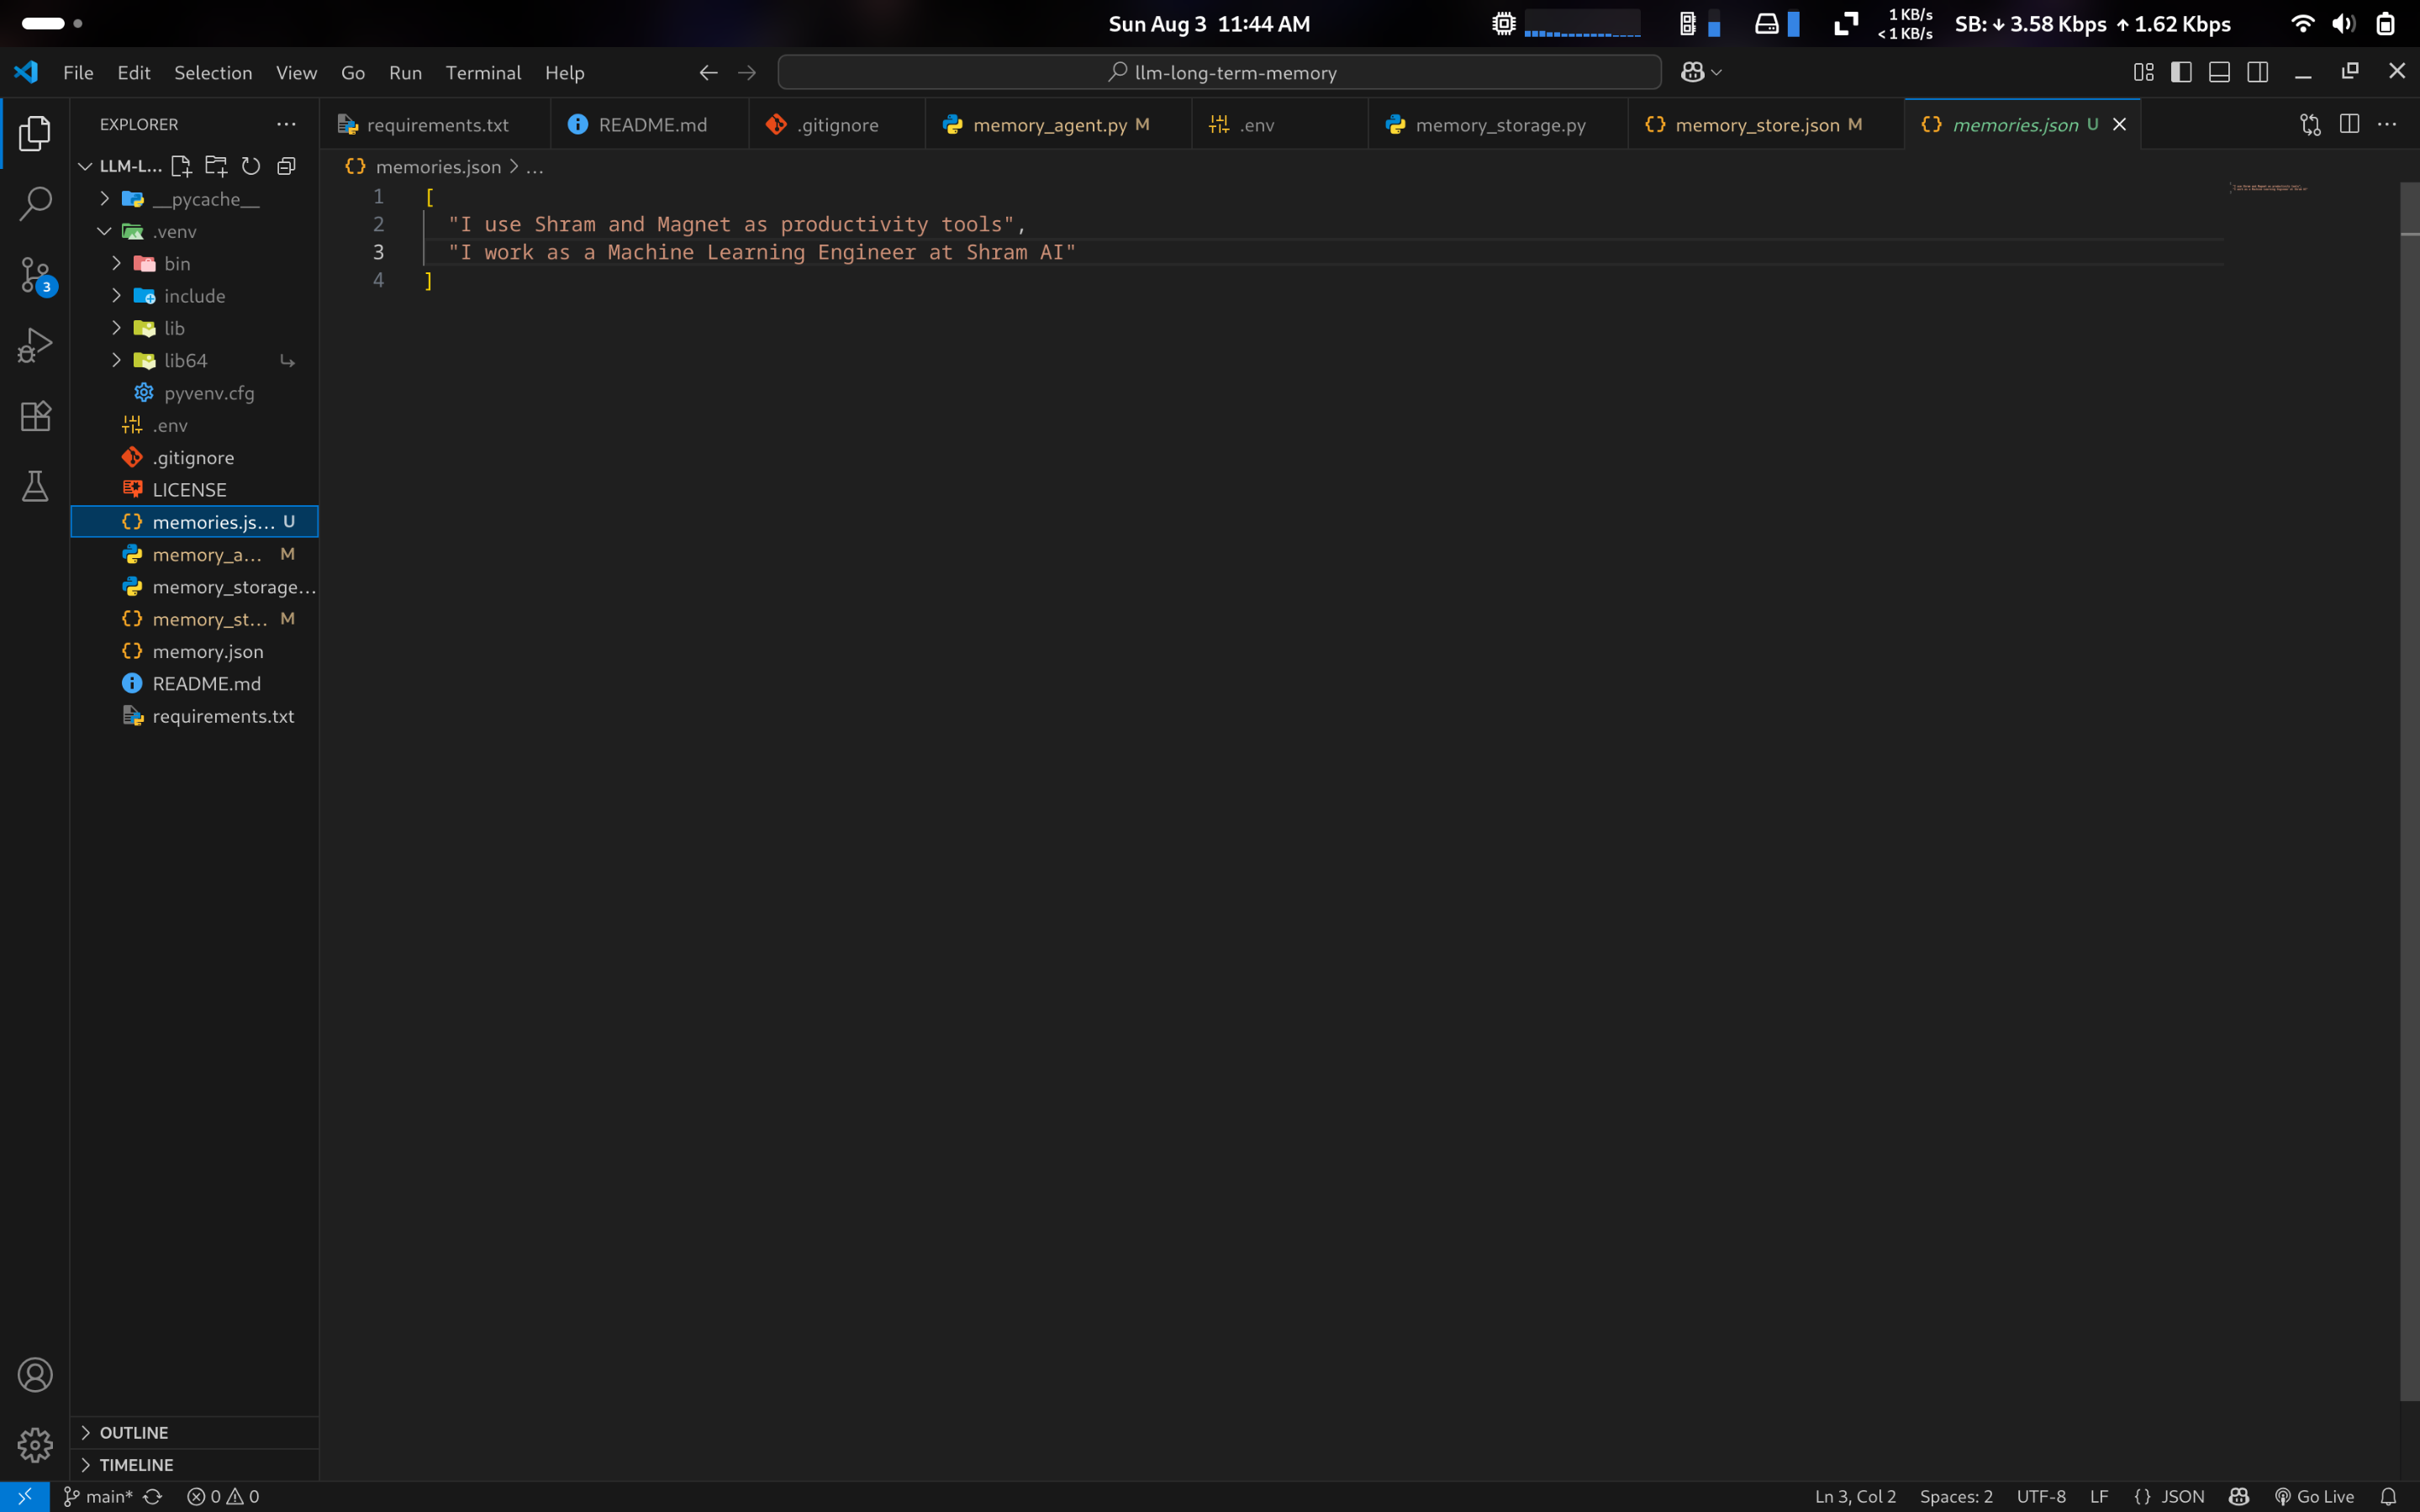 Sun Aug 3 11:44 AM
1 KB/s
< 1 KB/s
SB: ↓ 3.58 Kbps ↑ 1.62 Kbps
File Edit Selection View Go Run Terminal Help
llm-long-term-memory
EXPLORER
requirements.txt
README.md
.gitignore
memory_agent.py M
.env
memory_storage.py
memory_store.json M
memories.json U
LLM-L...
memories.json > ...
__pycache__
.venv
bin
include
lib
lib64
pyvenv.cfg
.env
.gitignore
LICENSE
memories.js... U
memory_a... M
memory_storage...
memory_st... M
memory.json
README.md
requirements.txt
3
1 [
2 "I use Shram and Magnet as productivity tools",
3 "I work as a Machine Learning Engineer at Shram AI"
4 ]
OUTLINE
TIMELINE
main* 0 0
Ln 3, Col 2 Spaces: 2 UTF-8 LF {} JSON Go Live